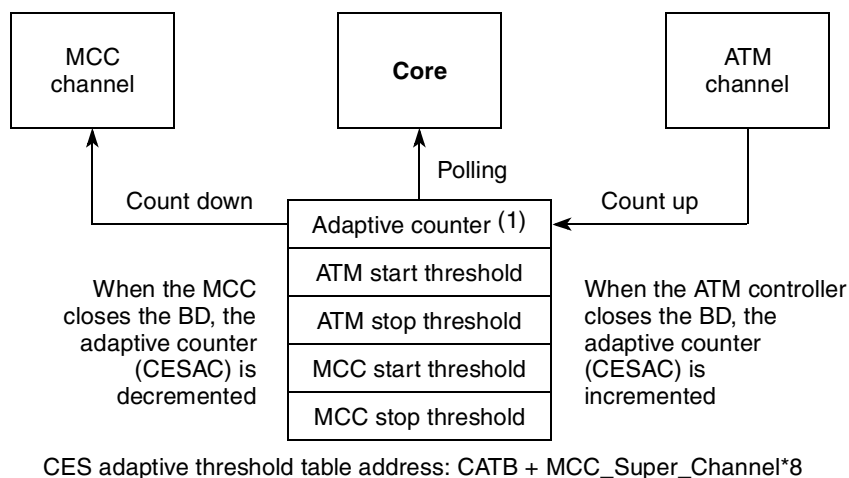 MCC
channel
Core
ATM
channel
Polling
Count down
Count up
Adaptive counter (1)
ATM start threshold
ATM stop threshold
MCC start threshold
MCC stop threshold
When the MCC
closes the BD, the
adaptive counter
(CESAC) is
decremented
When the ATM controller
closes the BD, the
adaptive counter
(CESAC) is
incremented
CES adaptive threshold table address: CATB + MCC_Super_Channel*8